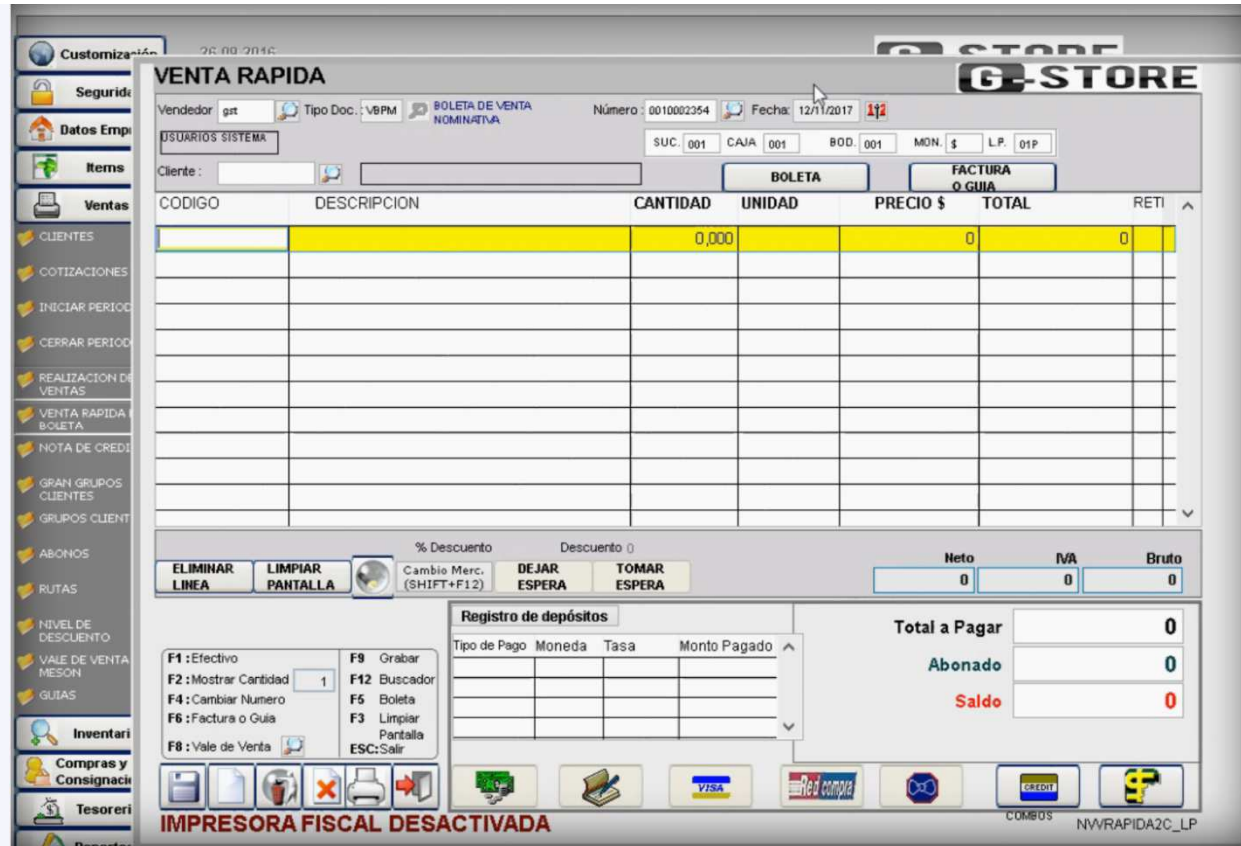 Customización
26.09.2016
G-STORE
VENTA RAPIDA
G-STORE
Vendedor gst Tipo Doc. : VBPM BOLETA DE VENTA NOMINATIVA Número : 0010002354 Fecha: 12/11/2017
USUARIOS SISTEMA
SUC. 001 CAJA 001 BOD. 001 MON. $ L.P. 01P
Cliente :
BOLETA
FACTURA
O GUIA
CODIGO DESCRIPCION CANTIDAD UNIDAD PRECIO $ TOTAL RETI
0,000 0 0
Segurida
Datos Empr
Items
Ventas
CLIENTES
COTIZACIONES
INICIAR PERIOD
CERRAR PERIOD
REALIZACION DE
VENTAS
VENTA RAPIDA
BOLETA
NOTA DE CREDI
GRAN GRUPOS
CLIENTES
GRUPOS CLIENT
ABONOS
RUTAS
NIVEL DE
DESCUENTO
VALE DE VENTA
MESON
GUIAS
Inventari
Compras y
Consignacio
Tesoreri
% Descuento Descuento 0
ELIMINAR
LINEA
LIMPIAR
PANTALLA
Cambio Merc.
(SHIFT+F12)
DEJAR
ESPERA
TOMAR
ESPERA
Neto IVA Bruto
0 0 0
Registro de depósitos
Tipo de Pago Moneda Tasa Monto Pagado
Total a Pagar 0
Abonado 0
Saldo 0
F1 :Efectivo
F2 :Mostrar Cantidad 1
F4 :Cambiar Numero
F6 :Factura o Guia
F8 :Vale de Venta
F9 Grabar
F12 Buscador
F5 Boleta
F3 Limpiar
Pantalla
ESC:Salir
VISA
Red compra
CREDIT
COMBOS
IMPRESORA FISCAL DESACTIVADA
NVVRAPIDA2C_LP